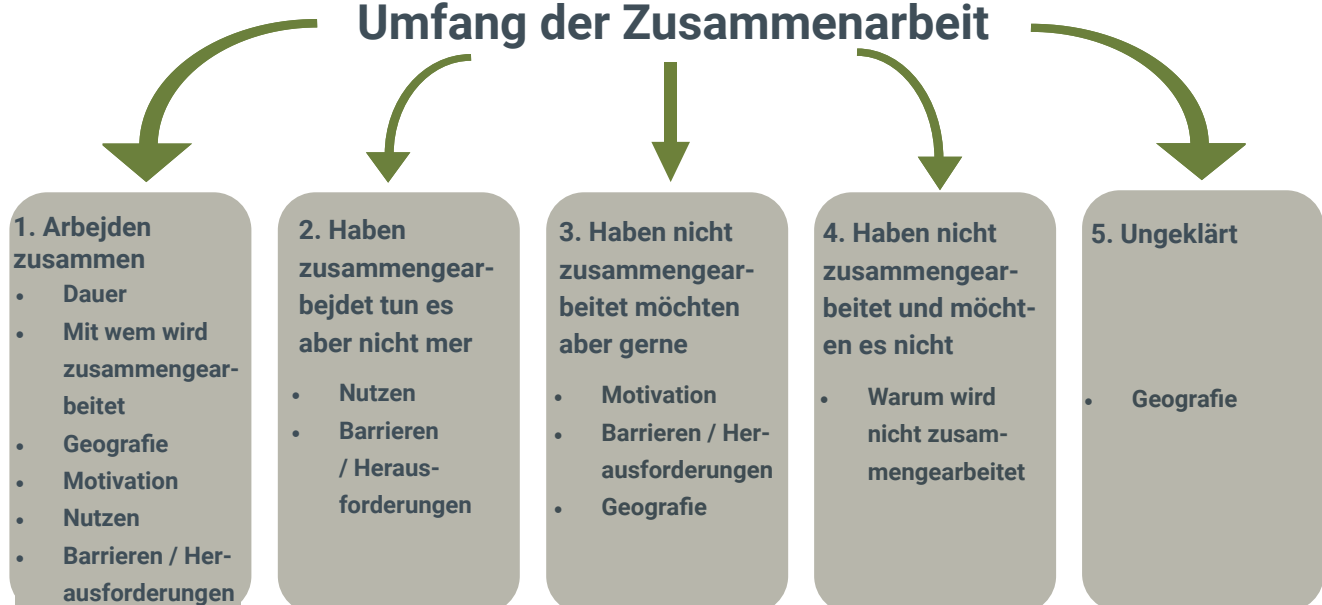 Umfang der Zusammenarbeit
1. Arbejden
zusammen
• Dauer
• Mit wem wird
zusammengear-
beitet
• Geografie
• Motivation
• Nutzen
• Barrieren / Her-
ausforderungen
2. Haben
zusammengear-
bejdet tun es
aber nicht mer
• Nutzen
• Barrieren
/ Heraus-
forderungen
3. Haben nicht
zusammengear-
beitet möchten
aber gerne
• Motivation
• Barrieren / Her-
ausforderungen
• Geografie
4. Haben nicht
zusammengear-
beitet und möcht-
en es nicht
• Warum wird
nicht zusam-
mengearbeitet
5. Ungeklärt
• Geografie